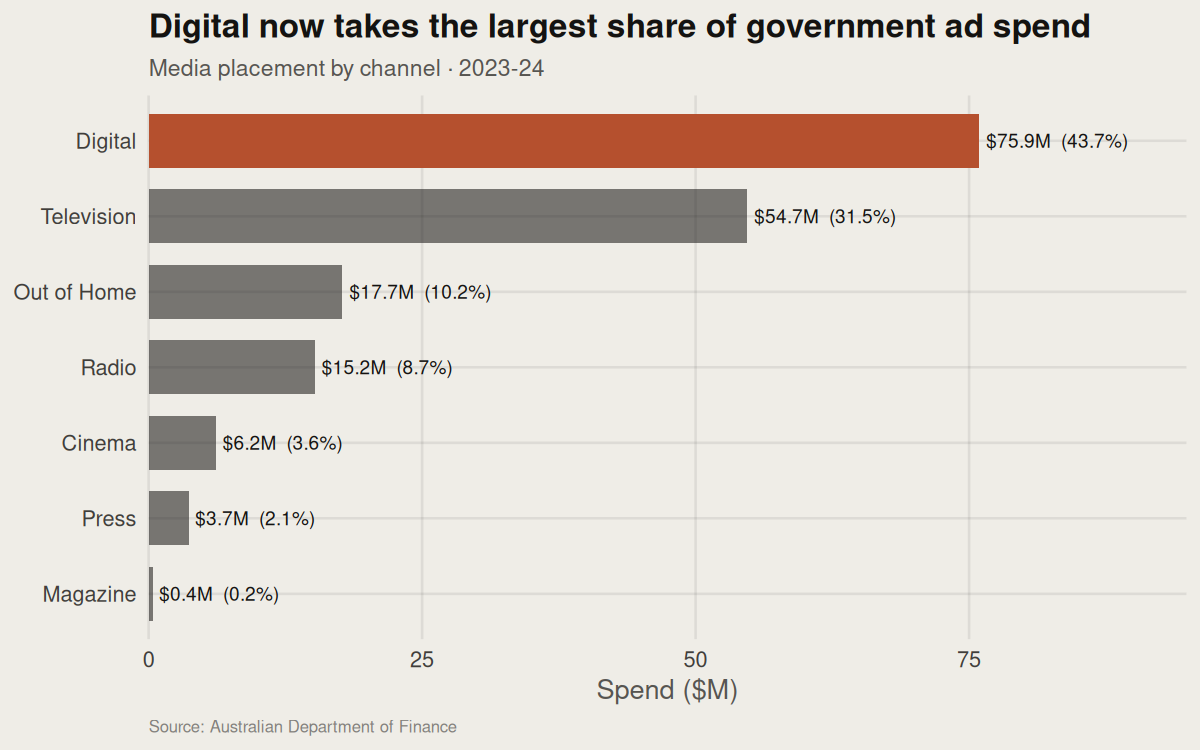 Digital now takes the largest share of government ad spend
Media placement by channel · 2023-24
Digital $75.9M (43.7%)
Television $54.7M (31.5%)
Out of Home $17.7M (10.2%)
Radio $15.2M (8.7%)
Cinema $6.2M (3.6%)
Press $3.7M (2.1%)
Magazine $0.4M (0.2%)
0 25 50 75
Spend ($M)
Source: Australian Department of Finance